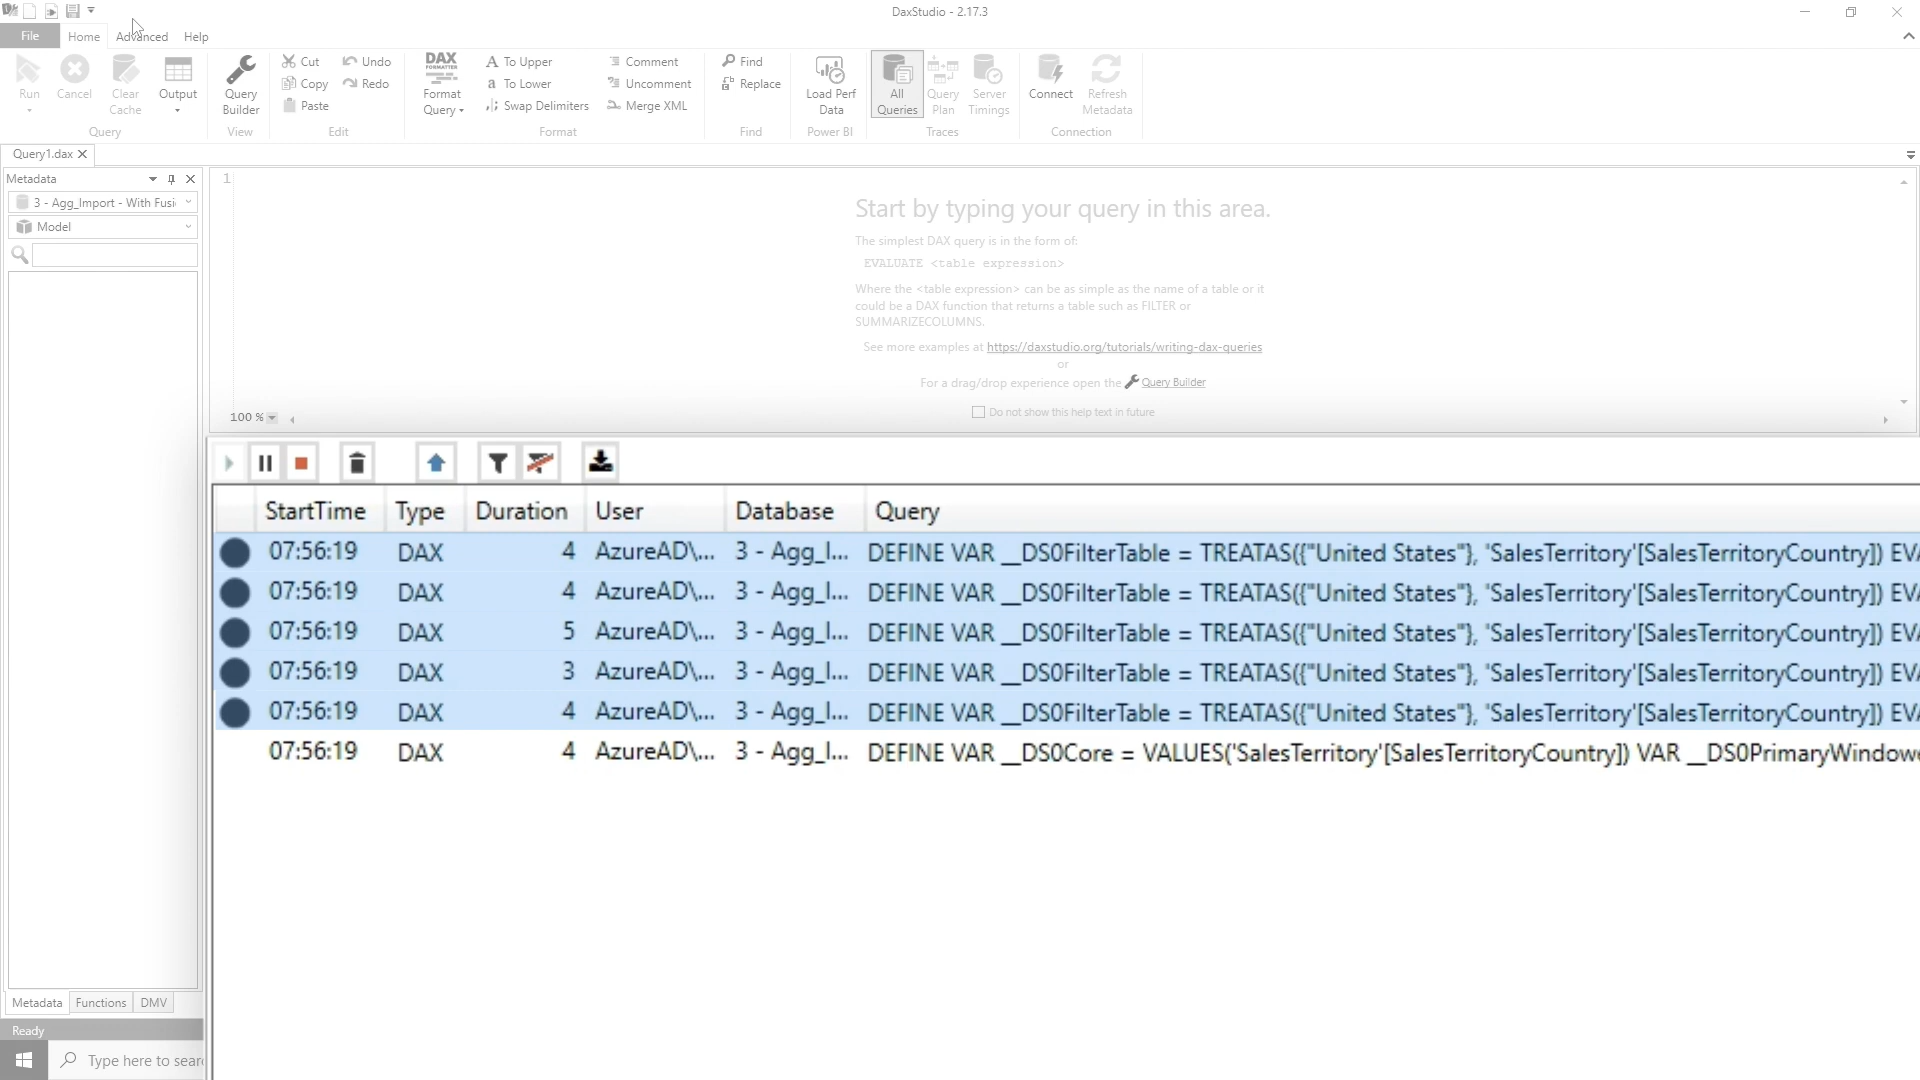 DaxStudio - 2.17.3
File Home Advanced Help
Run Cancel Clear Cache Output
Query
Query Builder
View
Cut Undo
Copy Redo
Paste
Edit
DAX FORMATTER
Format Query
To Upper Comment
To Lower Uncomment
Swap Delimiters Merge XML
Format
Find
Replace
Find
Load Perf Data
Power BI
All Queries Query Plan Server Timings
Traces
Connect Refresh Metadata
Connection
Query1.dax
Metadata
3 - Agg_Import - With Fusi
Model
1
Start by typing your query in this area.
The simplest DAX query is in the form of:
EVALUATE <table expression>
Where the <table expression> can be as simple as the name of a table or it
could be a DAX function that returns a table such as FILTER or
SUMMARIZECOLUMNS.
See more examples at https://daxstudio.org/tutorials/writing-dax-queries
or
For a drag/drop experience open the Query Builder
Do not show this help text in future
100 %
StartTime Type Duration User Database Query
07:56:19 DAX 4 AzureAD\... 3 - Agg_I... DEFINE VAR __DS0FilterTable = TREATAS({"United States"}, 'SalesTerritory'[SalesTerritoryCountry]) EVA
07:56:19 DAX 4 AzureAD\... 3 - Agg_I... DEFINE VAR __DS0FilterTable = TREATAS({"United States"}, 'SalesTerritory'[SalesTerritoryCountry]) EVA
07:56:19 DAX 5 AzureAD\... 3 - Agg_I... DEFINE VAR __DS0FilterTable = TREATAS({"United States"}, 'SalesTerritory'[SalesTerritoryCountry]) EVA
07:56:19 DAX 3 AzureAD\... 3 - Agg_I... DEFINE VAR __DS0FilterTable = TREATAS({"United States"}, 'SalesTerritory'[SalesTerritoryCountry]) EVA
07:56:19 DAX 4 AzureAD\... 3 - Agg_I... DEFINE VAR __DS0FilterTable = TREATAS({"United States"}, 'SalesTerritory'[SalesTerritoryCountry]) EVA
07:56:19 DAX 4 AzureAD\... 3 - Agg_I... DEFINE VAR __DS0Core = VALUES('SalesTerritory'[SalesTerritoryCountry]) VAR __DS0PrimaryWindowe
Metadata Functions DMV
Ready
Type here to sear